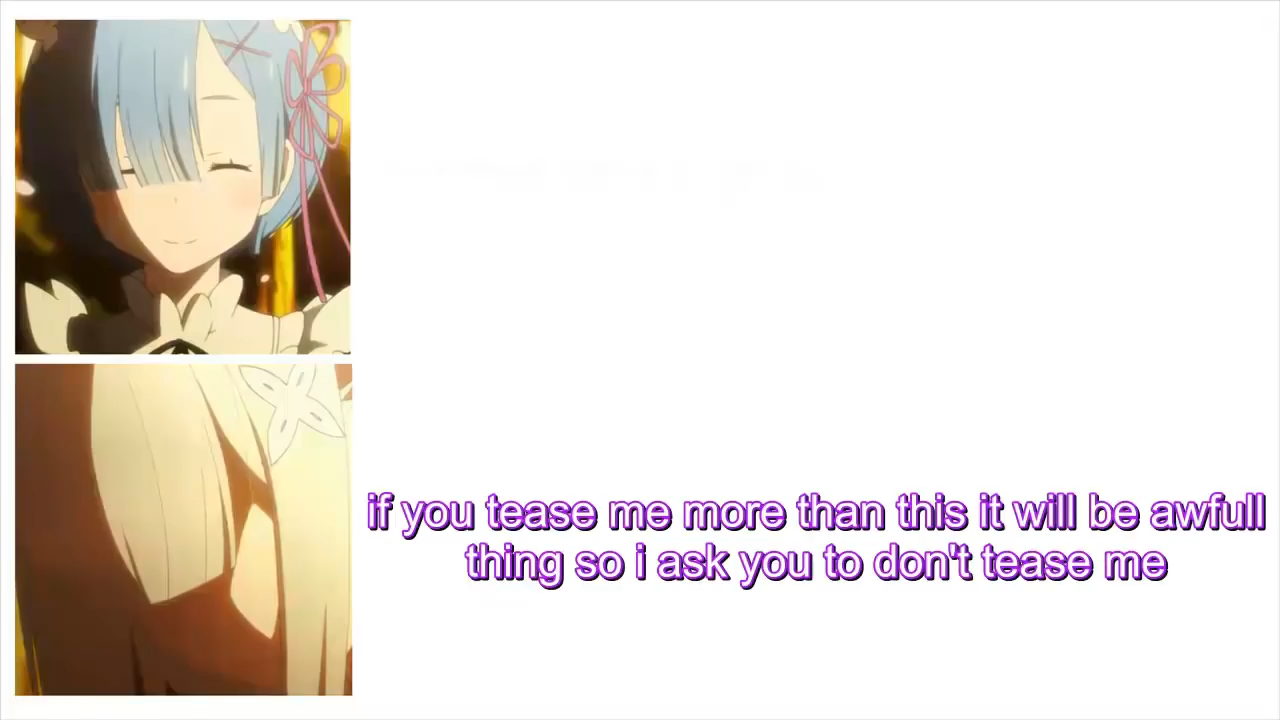 if you tease me more than this it will be awfull
thing so i ask you to don't tease me